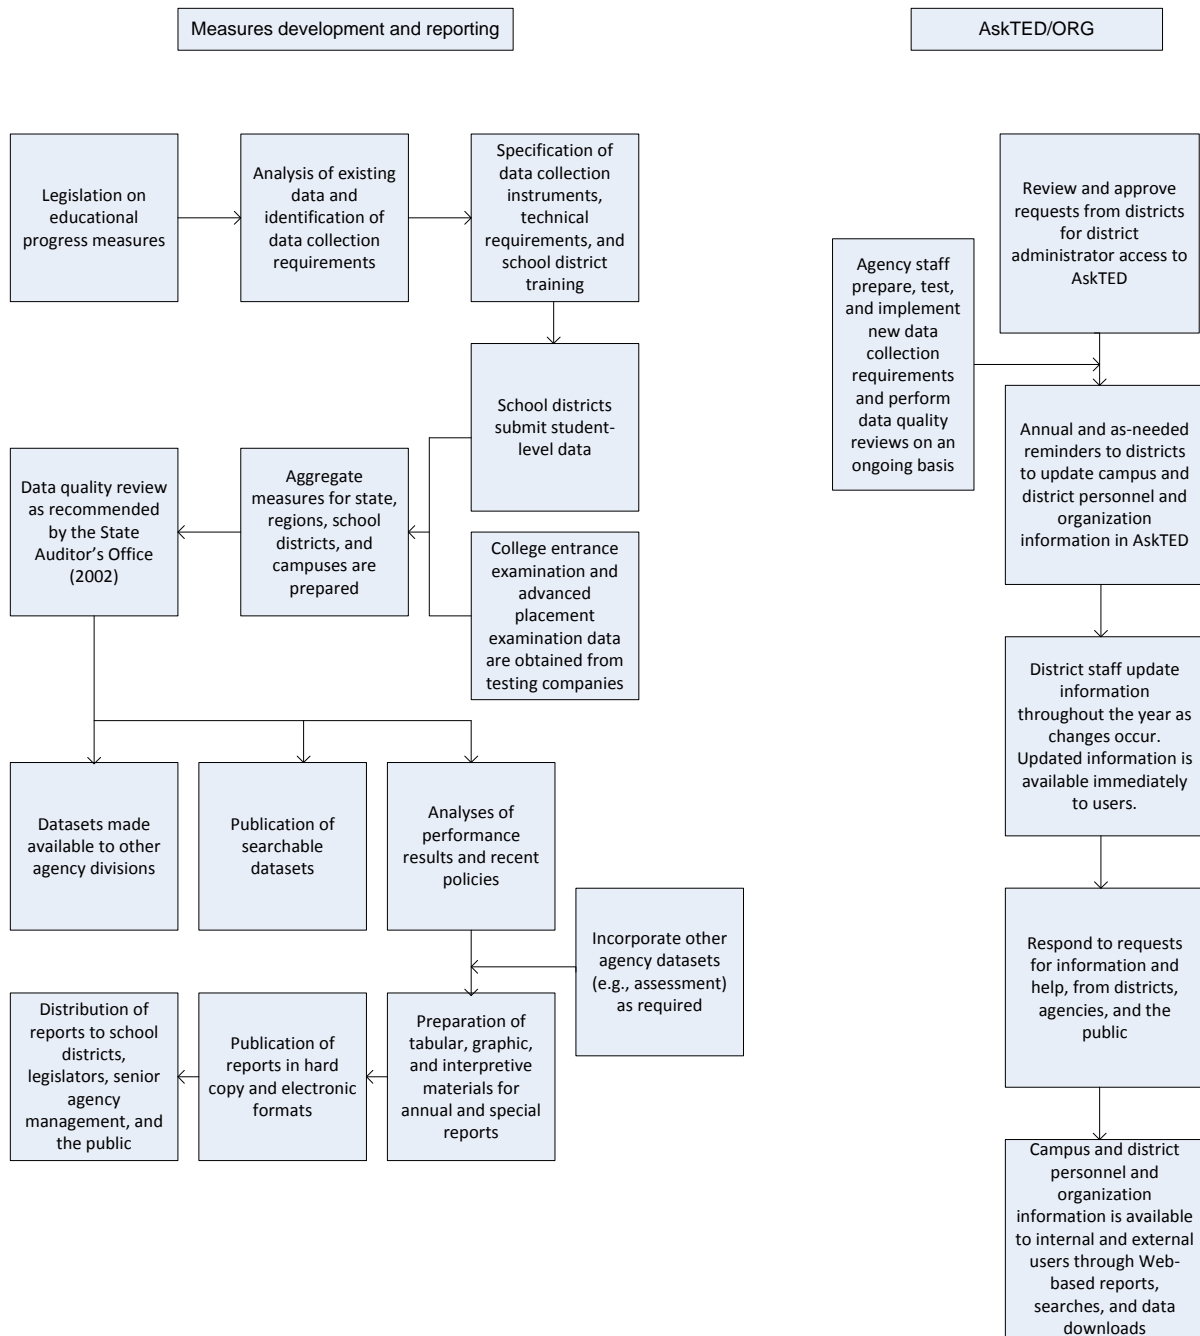 Measures development and reporting
AskTED/ORG
Legislation on
educational
progress measures
Analysis of existing
data and
identification of
data collection
requirements
Specification of
data collection
instruments,
technical
requirements, and
school district
training
School districts
submit student-
level data
College entrance
examination and
advanced
placement
examination data
are obtained from
testing companies
Aggregate
measures for state,
regions, school
districts, and
campuses are
prepared
Data quality review
as recommended
by the State
Auditor’s Office
(2002)
Datasets made
available to other
agency divisions
Publication of
searchable
datasets
Analyses of
performance
results and recent
policies
Incorporate other
agency datasets
(e.g., assessment)
as required
Preparation of
tabular, graphic,
and interpretive
materials for
annual and special
reports
Publication of
reports in hard
copy and electronic
formats
Distribution of
reports to school
districts,
legislators, senior
agency
management, and
the public
Review and approve
requests from districts
for district
administrator access to
AskTED
Agency staff
prepare, test,
and implement
new data
collection
requirements
and perform
data quality
reviews on an
ongoing basis
Annual and as-needed
reminders to districts
to update campus and
district personnel and
organization
information in AskTED
District staff update
information
throughout the year as
changes occur.
Updated information is
available immediately
to users.
Respond to requests
for information and
help, from districts,
agencies, and the
public
Campus and district
personnel and
organization
information is available
to internal and external
users through Web-
based reports,
searches, and data
downloads